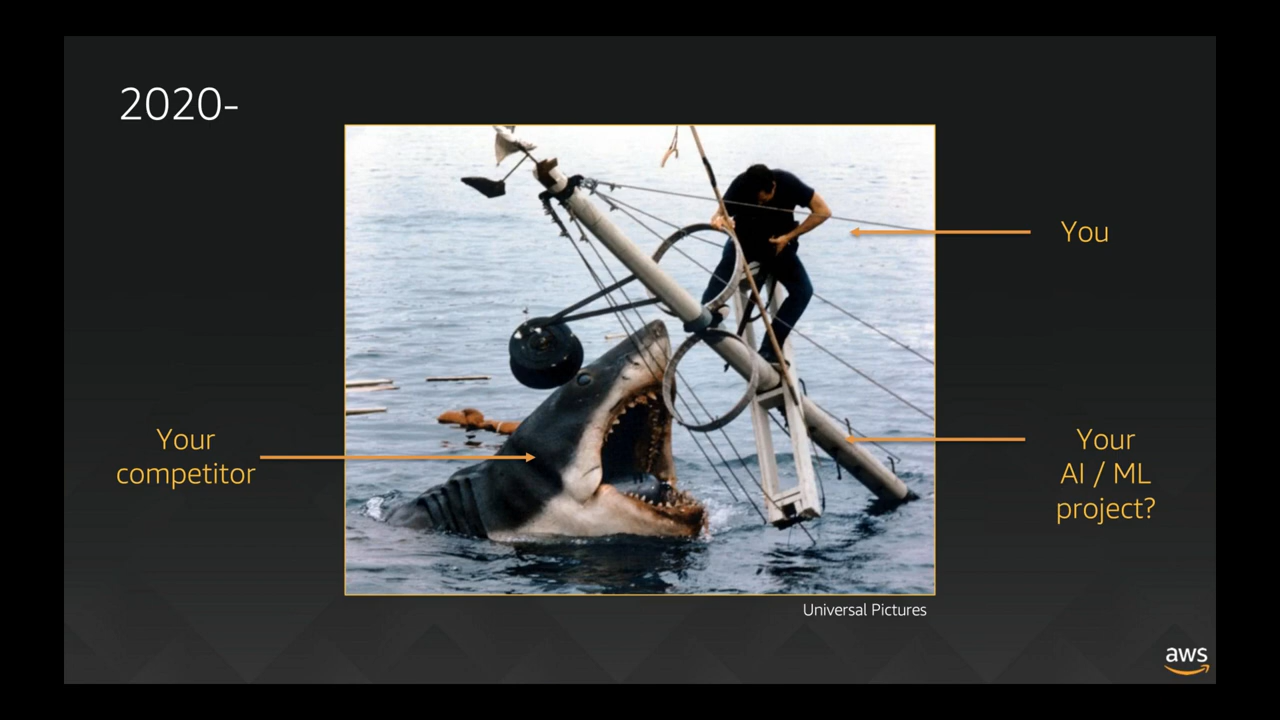 2020-
You
Your
competitor
Your
AI / ML
project?
Universal Pictures
aws